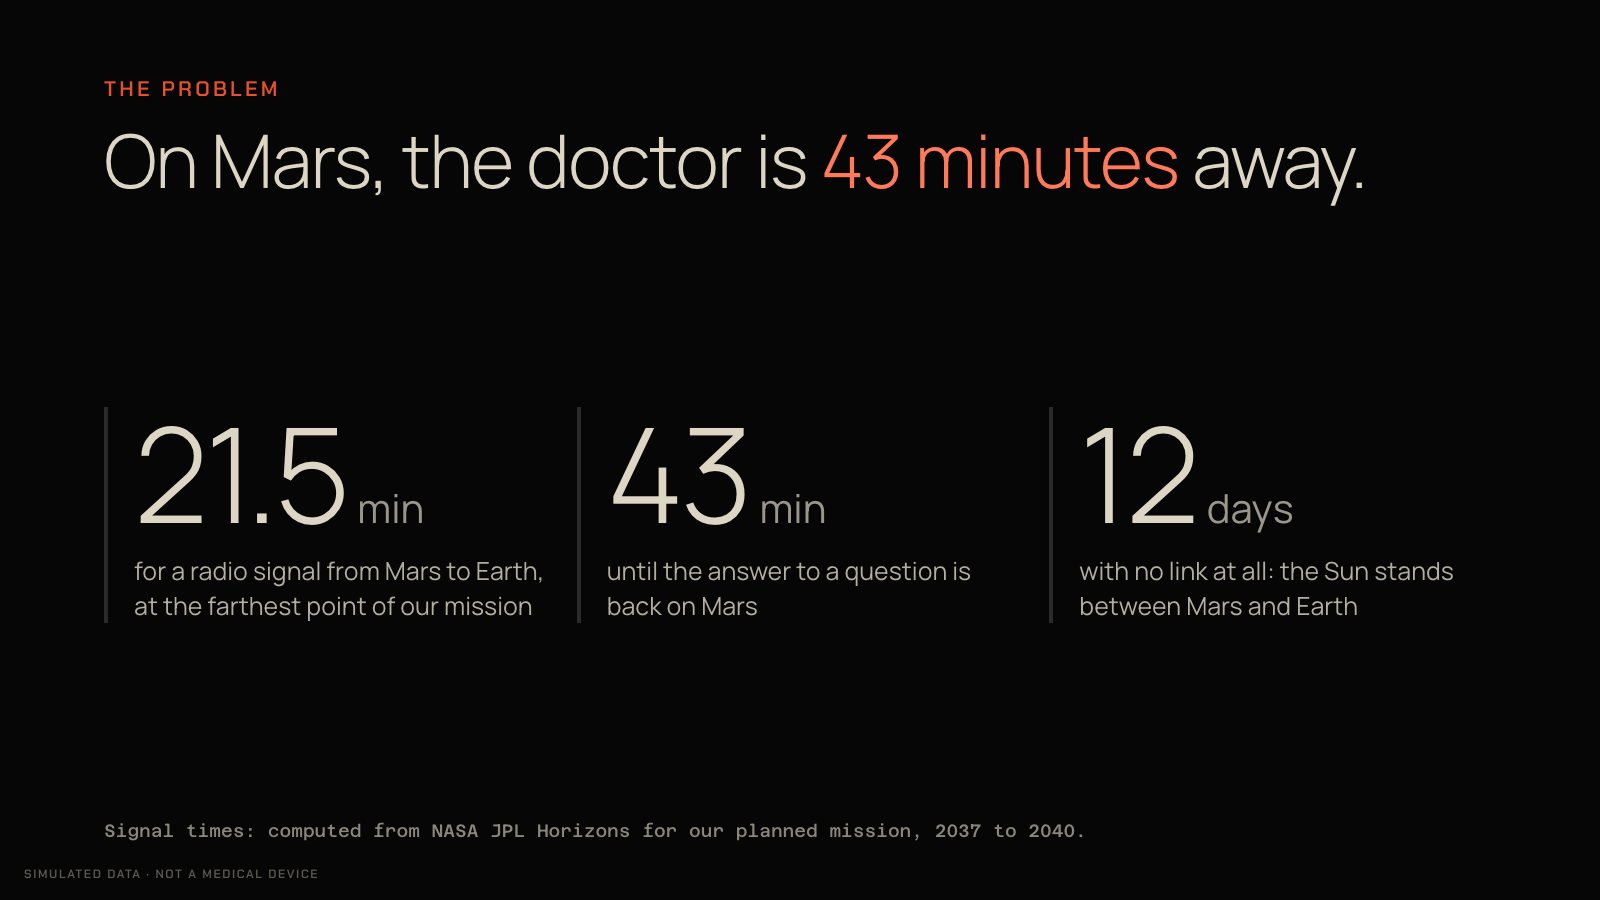 THE PROBLEM
On Mars, the doctor is 43 minutes away.
21.5 min
for a radio signal from Mars to Earth,
at the farthest point of our mission
43 min
until the answer to a question is
back on Mars
12 days
with no link at all: the Sun stands
between Mars and Earth
Signal times: computed from NASA JPL Horizons for our planned mission, 2037 to 2040.
SIMULATED DATA · NOT A MEDICAL DEVICE